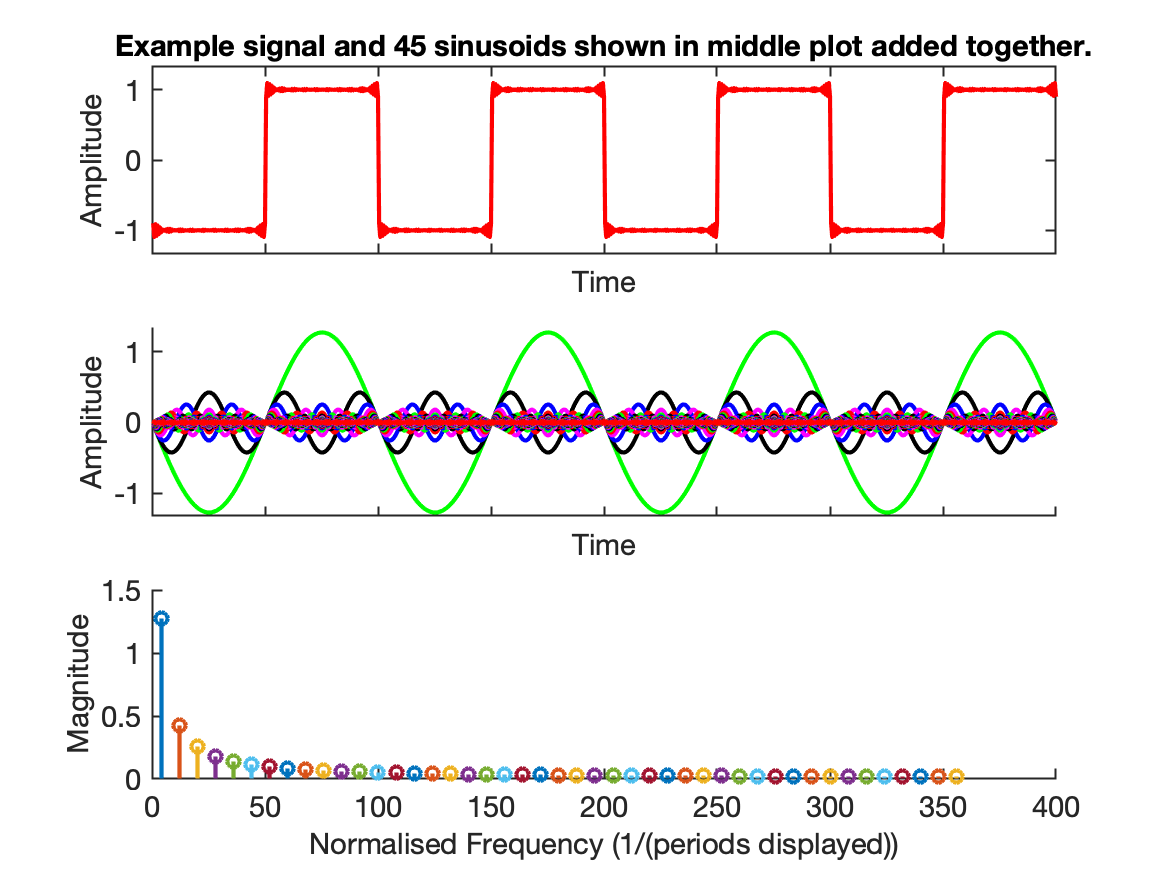 Example signal and 45 sinusoids shown in middle plot added together.
Amplitude
1
0
-1
Time
Amplitude
1
0
-1
Time
Magnitude
1.5
1
0.5
0
0 50 100 150 200 250 300 350 400
Normalised Frequency (1/(periods displayed))